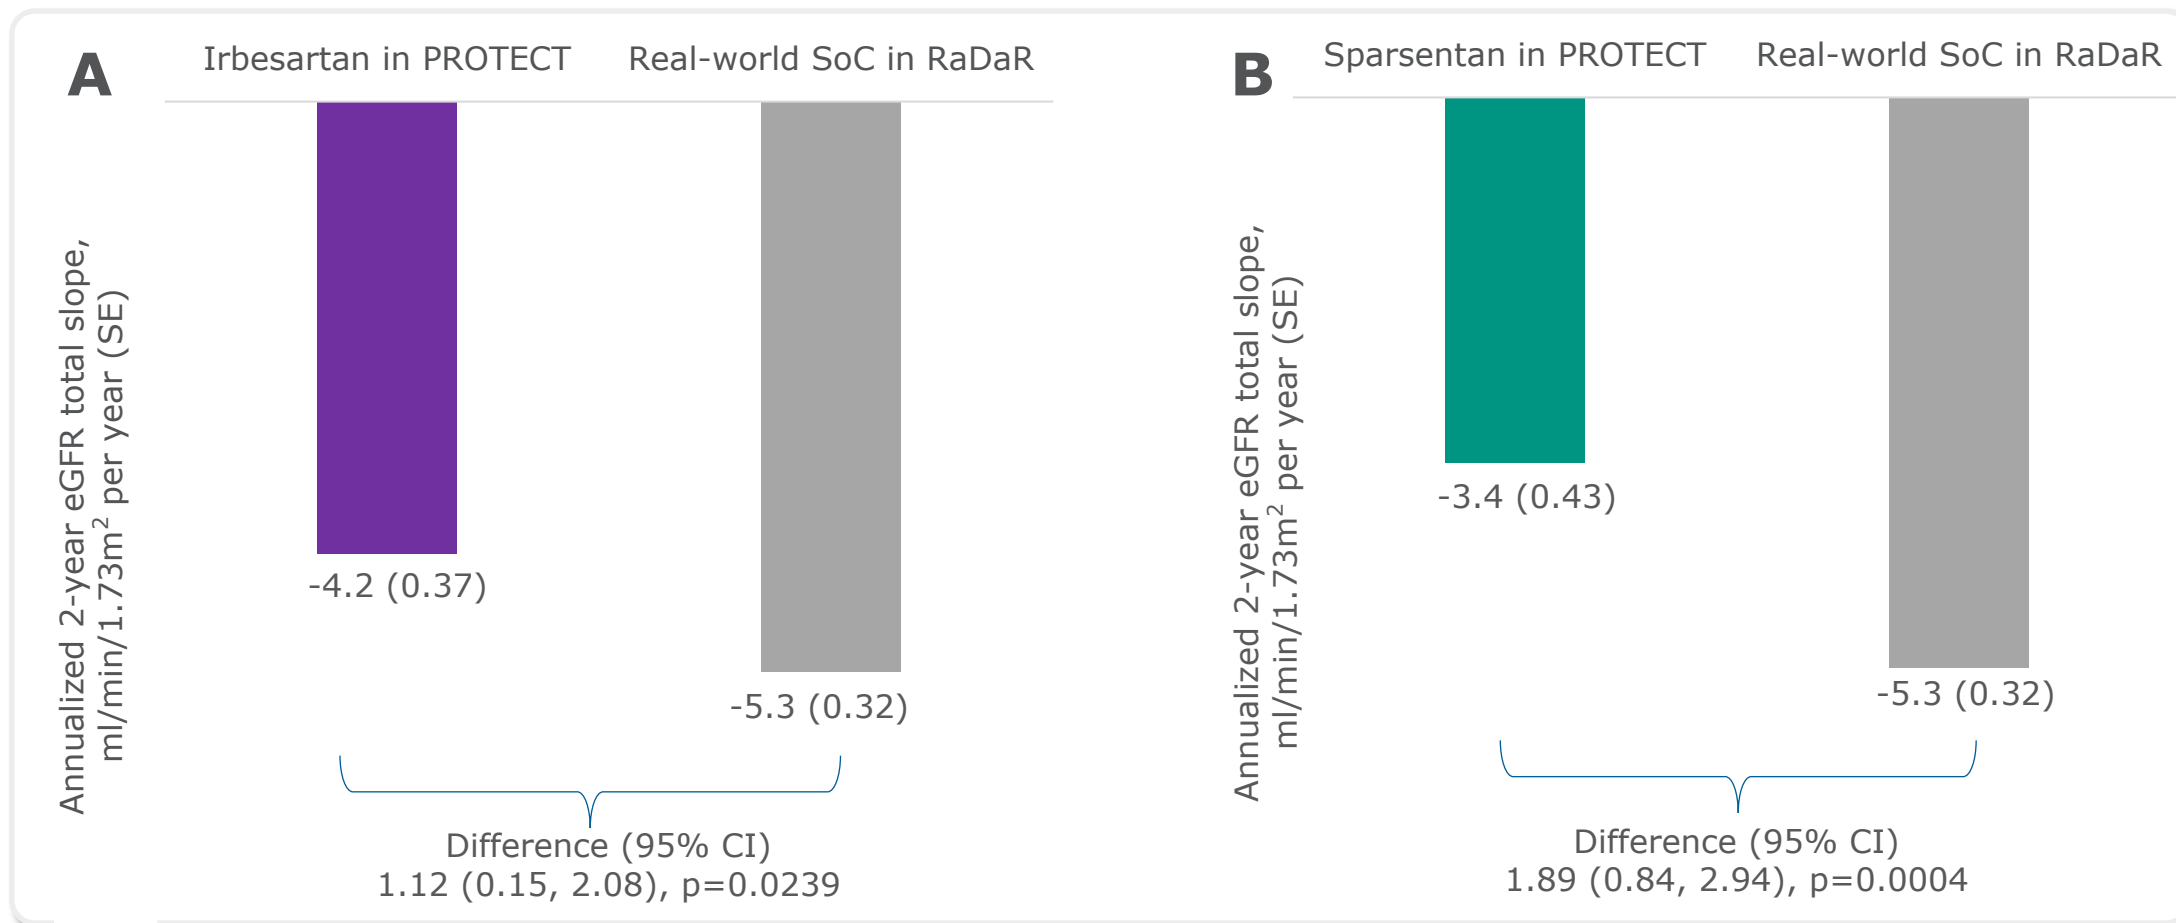 A
Irbesartan in PROTECT
Real-world SoC in RaDaR
Annualized 2-year eGFR total slope,
ml/min/1.73m² per year (SE)
-4.2 (0.37)
-5.3 (0.32)
Difference (95% CI)
1.12 (0.15, 2.08), p=0.0239
B
Sparsentan in PROTECT
Real-world SoC in RaDaR
Annualized 2-year eGFR total slope,
ml/min/1.73m² per year (SE)
-3.4 (0.43)
-5.3 (0.32)
Difference (95% CI)
1.89 (0.84, 2.94), p=0.0004